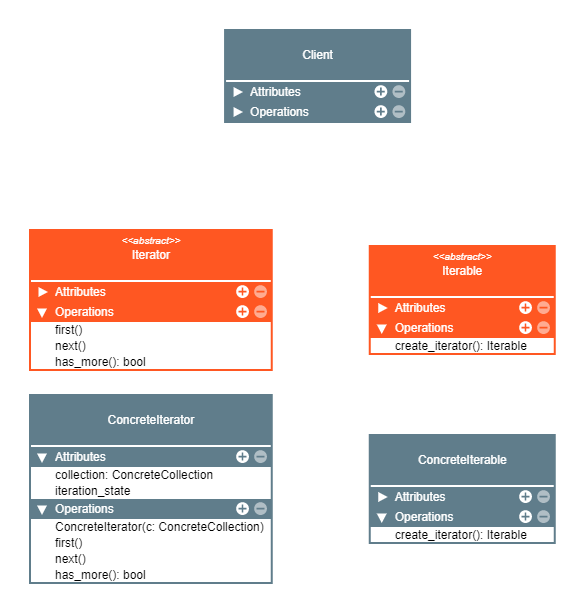 Client
Attributes
Operations
<<abstract>>
Iterator
Attributes
Operations
first()
next()
has_more(): bool
<<abstract>>
Iterable
Attributes
Operations
create_iterator(): Iterable
ConcreteIterator
Attributes
collection: ConcreteCollection
iteration_state
Operations
ConcreteIterator(c: ConcreteCollection)
first()
next()
has_more(): bool
ConcreteIterable
Attributes
Operations
create_iterator(): Iterable